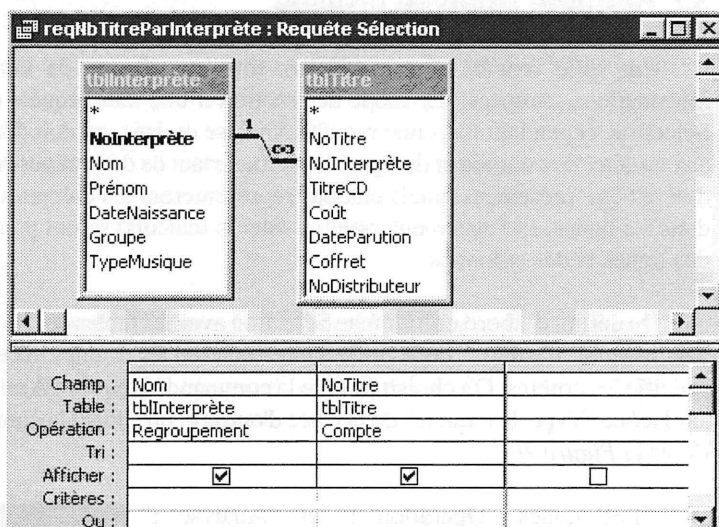 reqNbTitreParInterprète : Requête Sélection
tblInterprète
*
NoInterprète
Nom
Prénom
DateNaissance
Groupe
TypeMusique
1
∞
tblTitre
*
NoTitre
NoInterprète
TitreCD
Coût
DateParution
Coffret
NoDistributeur
Champ : Nom NoTitre
Table : tblInterprète tblTitre
Opération : Regroupement Compte
Tri :
Afficher :
Critères :
Ou :